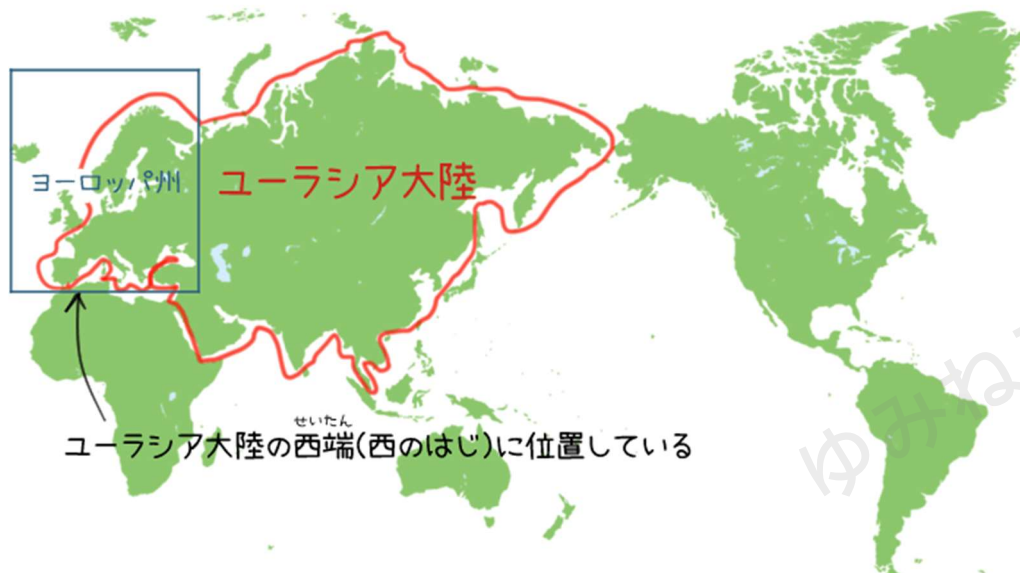 ヨーロッパ州
ユーラシア大陸
せいたん
ユーラシア大陸の西端(西のはじ)に位置している
ゆみね